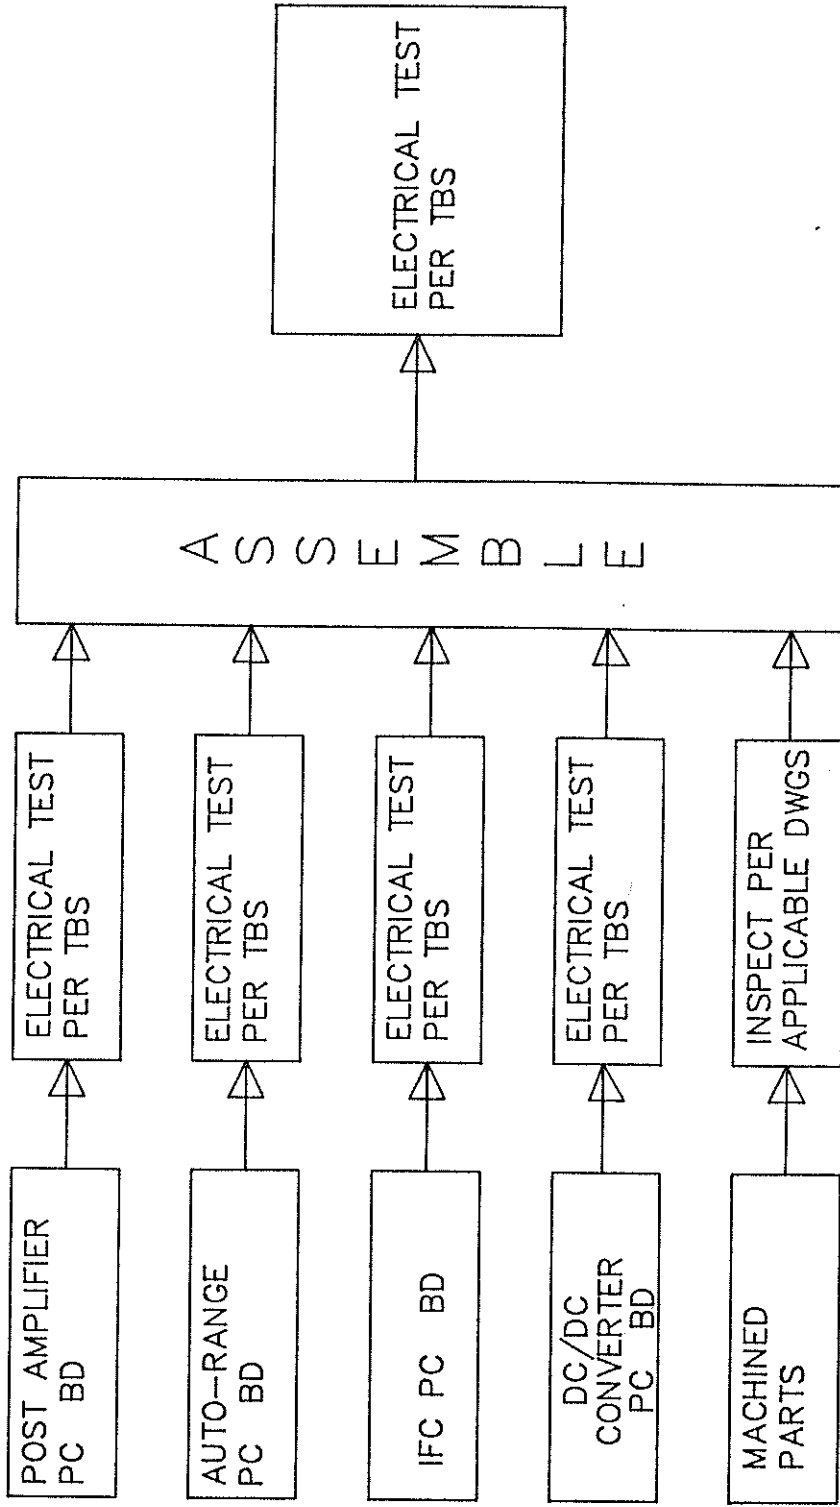 POST AMPLIFIER
PC BD
ELECTRICAL TEST
PER TBS
AUTO-RANGE
PC BD
ELECTRICAL TEST
PER TBS
IFC PC BD
ELECTRICAL TEST
PER TBS
DC/DC
CONVERTER
PC BD
ELECTRICAL TEST
PER TBS
MACHINED
PARTS
INSPECT PER
APPLICABLE DWGS
ASSEMBLE
ELECTRICAL TEST
PER TBS